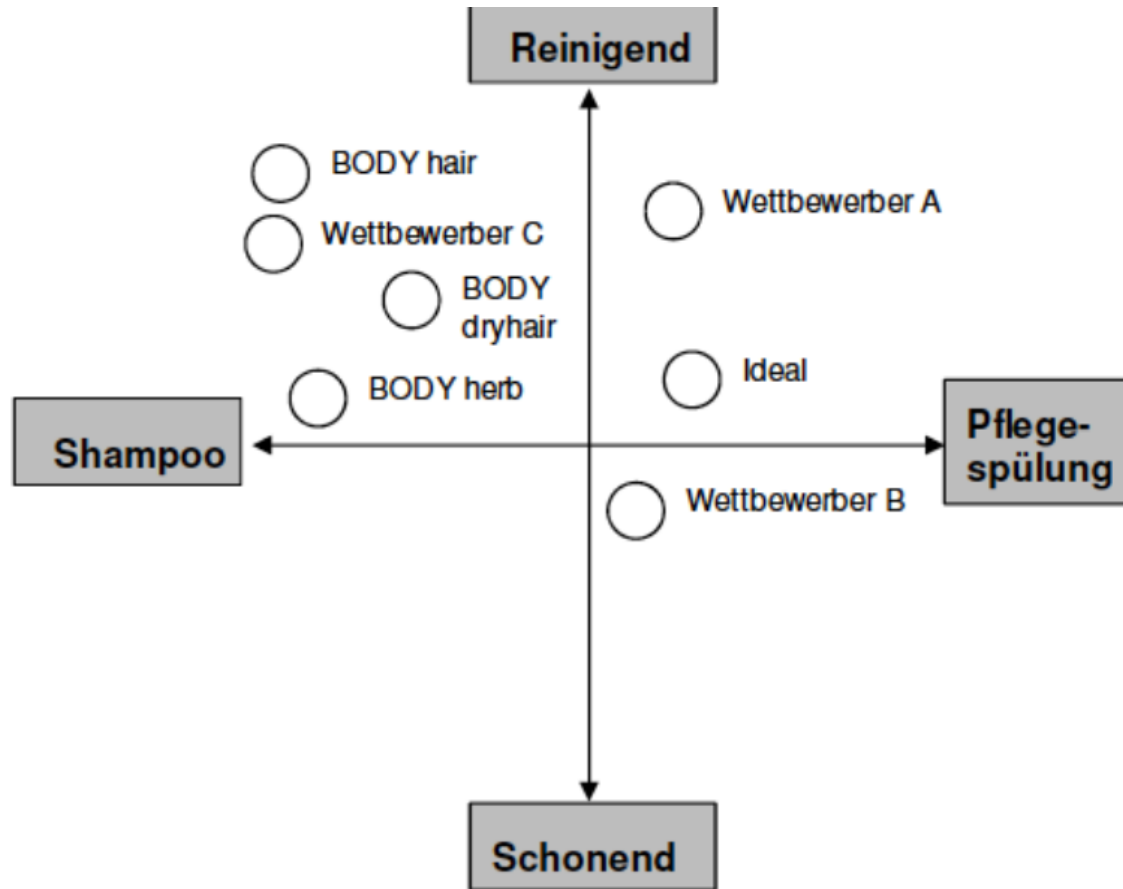 Reinigend
BODY hair
Wettbewerber A
Wettbewerber C
BODY
dryhair
Ideal
BODY herb
Shampoo
Pflege-
spülung
Wettbewerber B
Schonend